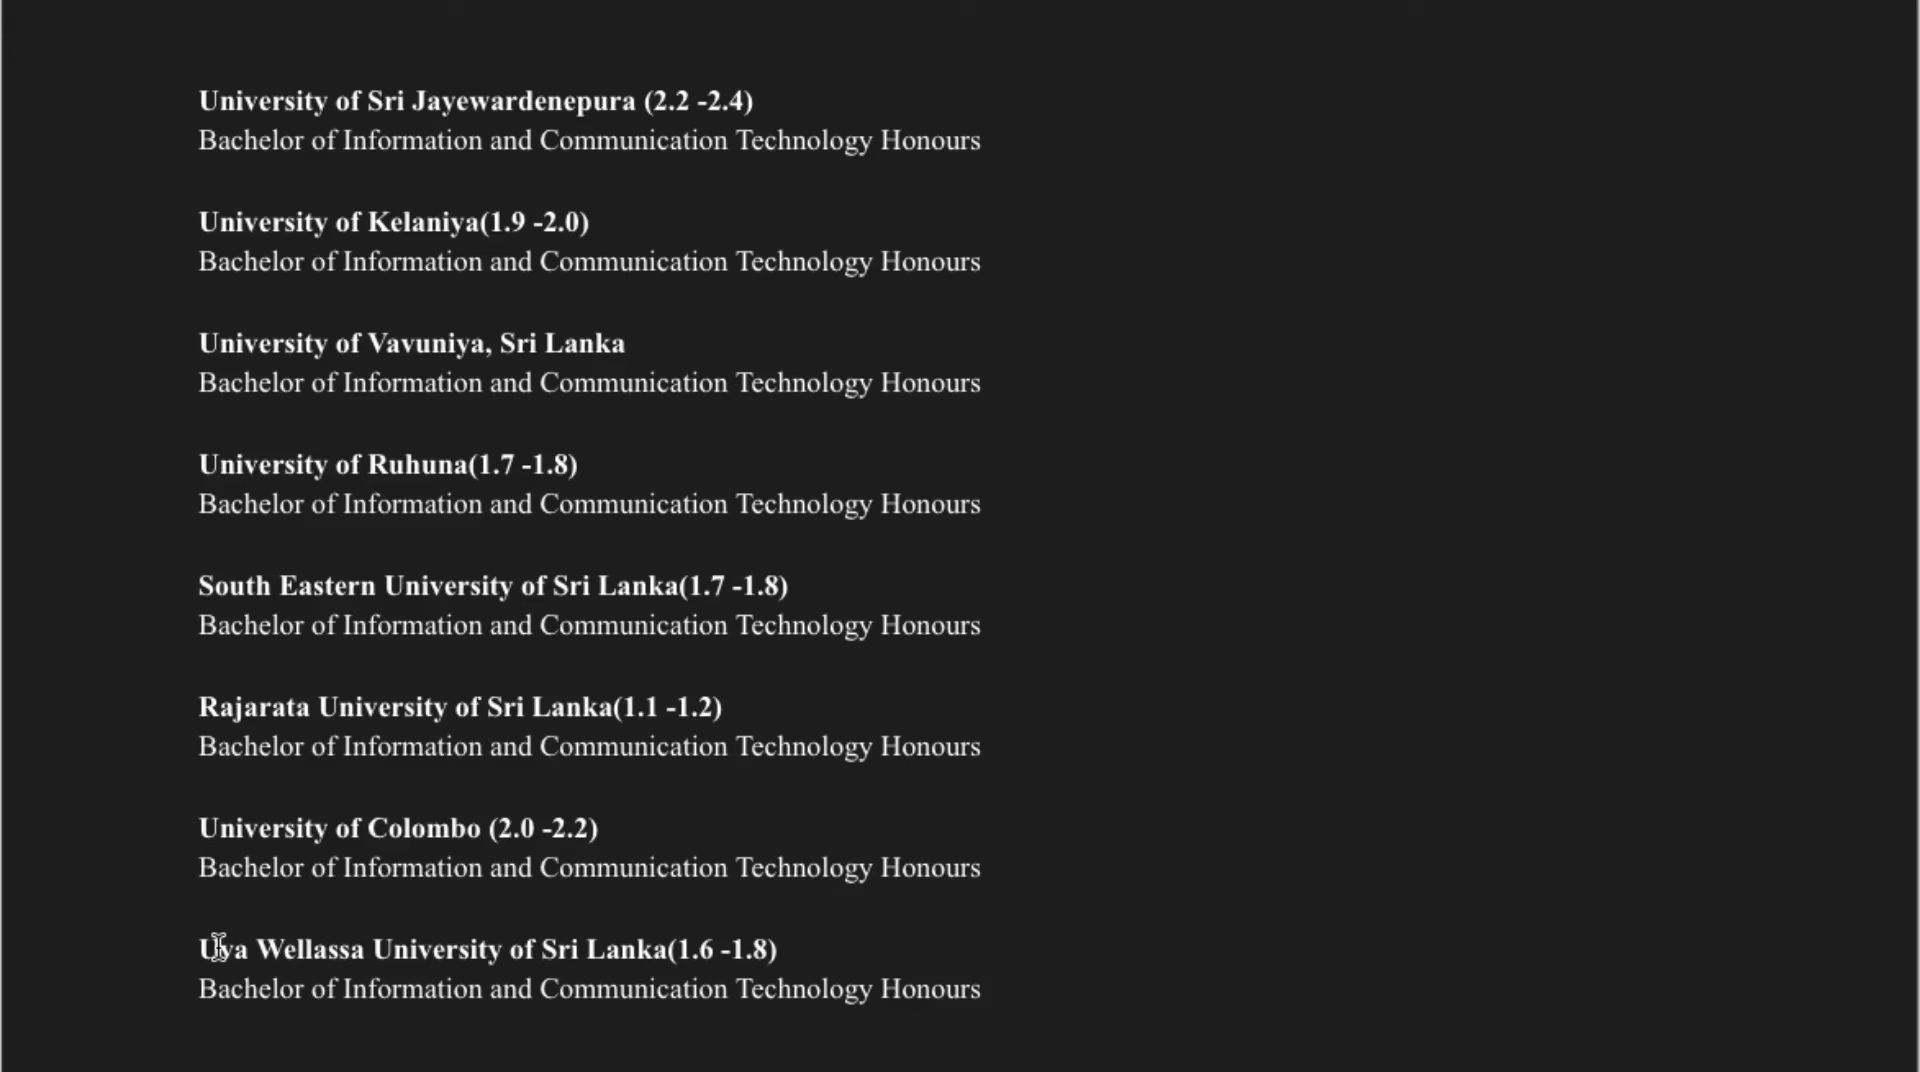 University of Sri Jayewardenepura (2.2 -2.4)
Bachelor of Information and Communication Technology Honours
University of Kelaniya(1.9 -2.0)
Bachelor of Information and Communication Technology Honours
University of Vavuniya, Sri Lanka
Bachelor of Information and Communication Technology Honours
University of Ruhuna(1.7 -1.8)
Bachelor of Information and Communication Technology Honours
South Eastern University of Sri Lanka(1.7 -1.8)
Bachelor of Information and Communication Technology Honours
Rajarata University of Sri Lanka(1.1 -1.2)
Bachelor of Information and Communication Technology Honours
University of Colombo (2.0 -2.2)
Bachelor of Information and Communication Technology Honours
Uva Wellassa University of Sri Lanka(1.6 -1.8)
Bachelor of Information and Communication Technology Honours